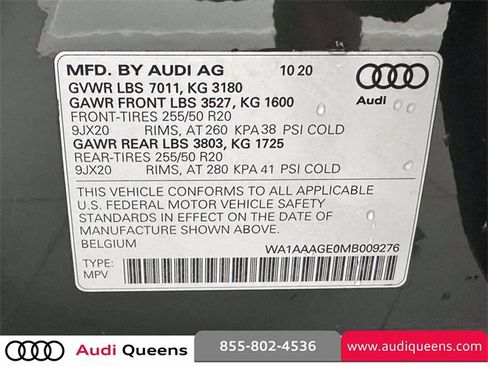 MFD. BY AUDI AG 10 20
GVWR LBS 7011, KG 3180
GAWR FRONT LBS 3527, KG 1600
FRONT-TIRES 255/50 R20
9JX20 RIMS, AT 260 KPA 38 PSI COLD
GAWR REAR LBS 3803, KG 1725
REAR-TIRES 255/50 R20
9JX20 RIMS, AT 280 KPA 41 PSI COLD
Audi
THIS VEHICLE CONFORMS TO ALL APPLICABLE
U.S. FEDERAL MOTOR VEHICLE SAFETY
STANDARDS IN EFFECT ON THE DATE OF
MANUFACTURE SHOWN ABOVE.
BELGIUM WA1AAAGE0MB009276
TYPE:
MPV
Audi Queens 855-802-4536 www.audiqueens.com